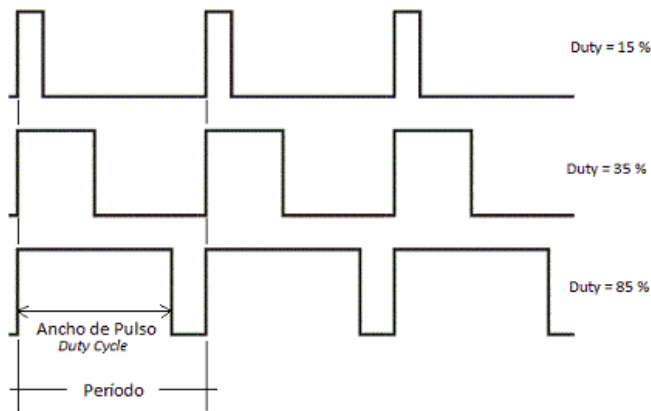 Duty = 15 %
Duty = 35 %
Duty = 85 %
Ancho de Pulso
Duty Cycle
Período